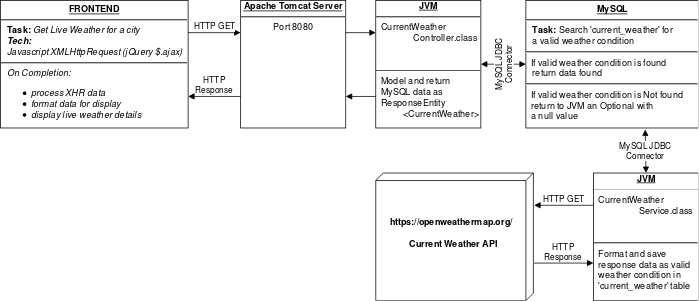 FRONTEND
Task: Get Live Weather for a city
Tech:
Javascript XMLHttpRequest (jQuery $.ajax)
On Completion:
process XHR data
format data for display
display live weather details
HTTP GET
HTTP
Response
Apache Tomcat Server
Port 8080
JVM
CurrentWeather
Controller.class
Model and return
MySQL data as
ResponseEntity
<CurrentWeather>
MySQL JDBC
Connector
MySQL
Task: Search 'current_weather' for
a valid weather condition
If valid weather condition is found
return data found
If valid weather condition is Not found
return to JVM an Optional with
a null value
MySQL JDBC
Connector
JVM
CurrentWeather
Service.class
Format and save
response data as valid
weather condition in
'current_weather' table
HTTP GET
HTTP
Response
https://openweathermap.org/
Current Weather API